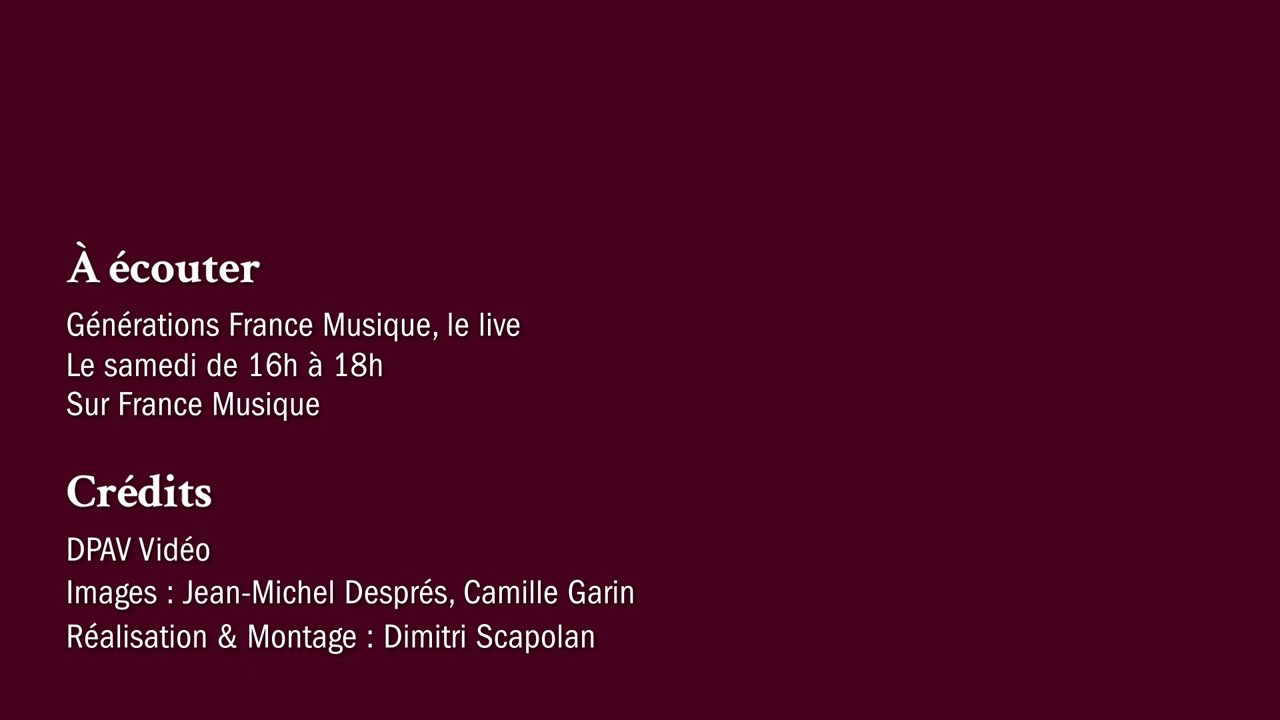 À écouter
Générations France Musique, le live
Le samedi de 16h à 18h
Sur France Musique
Crédits
DPAV Vidéo
Images : Jean-Michel Després, Camille Garin
Réalisation & Montage : Dimitri Scapolan